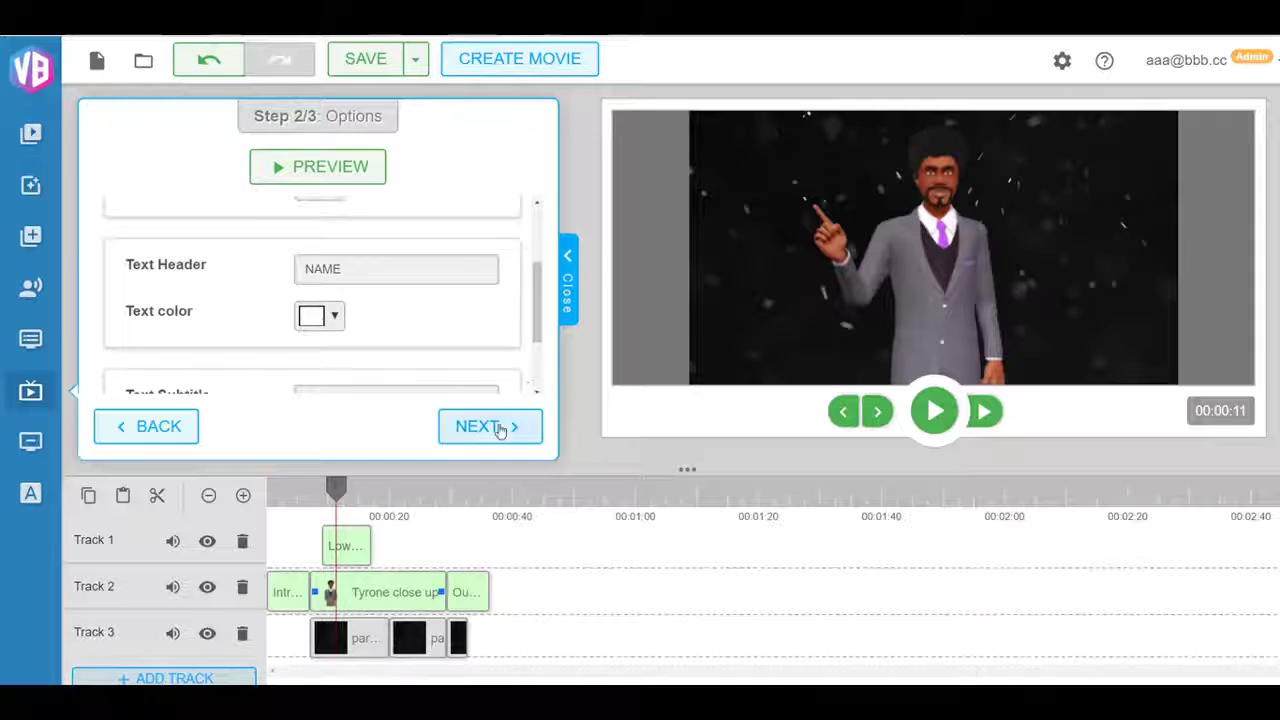 VB
SAVE
CREATE MOVIE
aaa@bbb.cc
Admin
Step 2/3: Options
PREVIEW
Text Header
NAME
Text color
Text Subtitle
BACK
NEXT
Close
00:00:11
00:00:20
00:00:40
00:01:00
00:01:20
00:01:40
00:02:00
00:02:20
00:02:40
Track 1
Low...
Track 2
Intr...
Tyrone close up
Ou...
Track 3
par...
pa
+ ADD TRACK
A